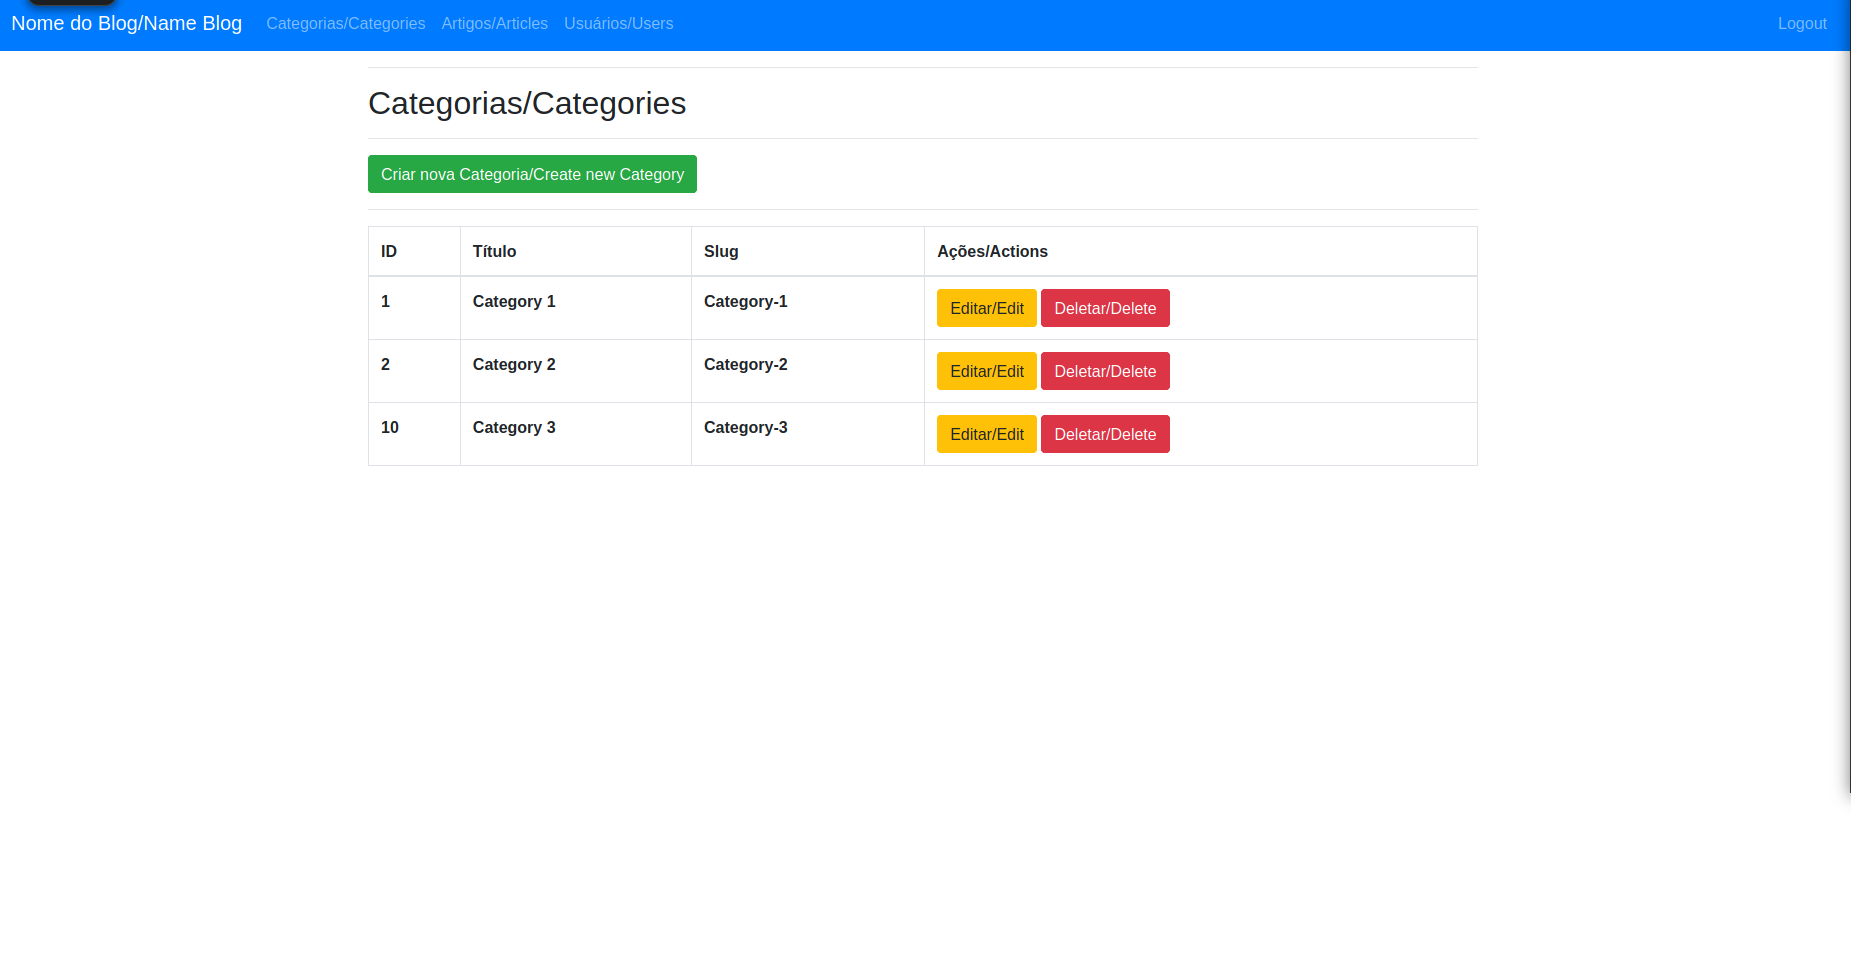 Nome do Blog/Name Blog Categorias/Categories Artigos/Articles Usuários/Users Logout
Categorias/Categories
Criar nova Categoria/Create new Category
ID Título Slug Ações/Actions
1 Category 1 Category-1 Editar/Edit Deletar/Delete
2 Category 2 Category-2 Editar/Edit Deletar/Delete
10 Category 3 Category-3 Editar/Edit Deletar/Delete